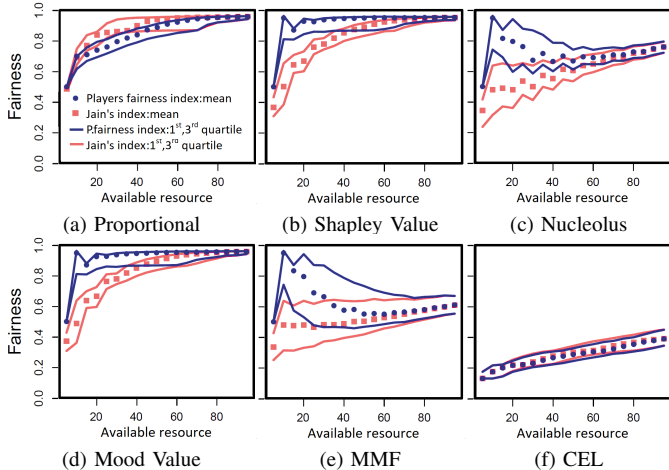 Fairness
0.0 0.2 0.4 0.6 0.8 1.0
Players fairness index:mean
Jain's index:mean
P.fairness index:1st,3rd quartile
Jain's index:1st,3rd quartile
20 40 60 80
20 40 60 80
20 40 60 80
Available resource
Available resource
Available resource
(a) Proportional
(b) Shapley Value
(c) Nucleolus
Fairness
0.0 0.2 0.4 0.6 0.8 1.0
20 40 60 80
20 40 60 80
20 40 60 80
Available resource
Available resource
Available resource
(d) Mood Value
(e) MMF
(f) CEL